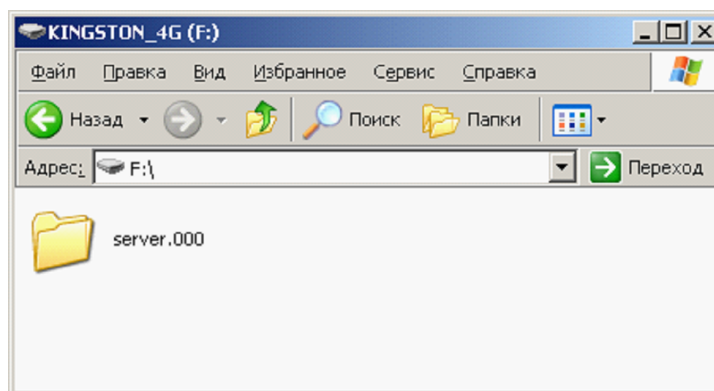 KINGSTON_4G (F:)
Файл Правка Вид Избранное Сервис Справка
Назад Поиск Папки
Адрес: F:\ Переход
server.000